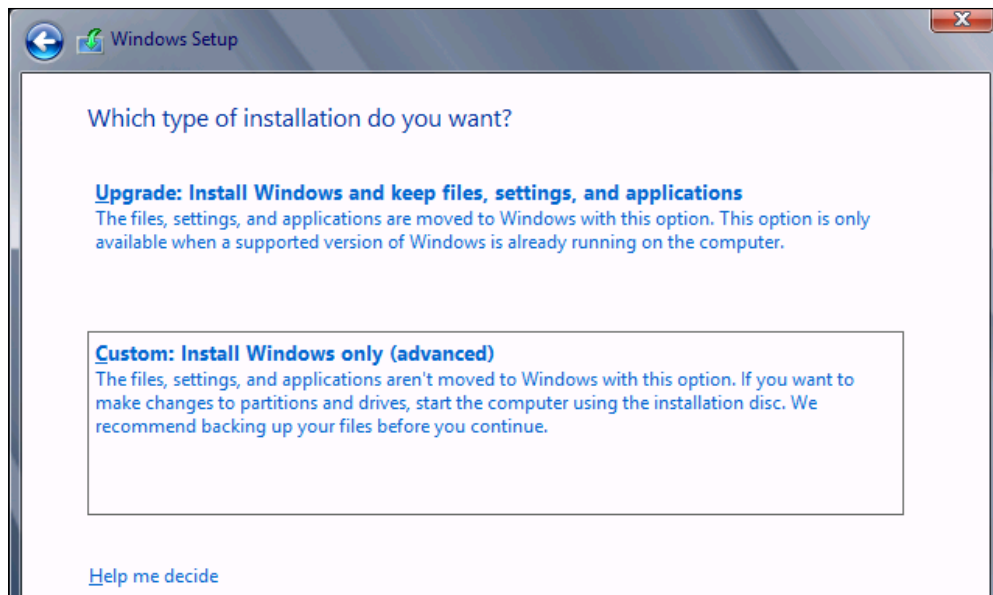 Windows Setup
Which type of installation do you want?
Upgrade: Install Windows and keep files, settings, and applications
The files, settings, and applications are moved to Windows with this option. This option is only
available when a supported version of Windows is already running on the computer.
Custom: Install Windows only (advanced)
The files, settings, and applications aren't moved to Windows with this option. If you want to
make changes to partitions and drives, start the computer using the installation disc. We
recommend backing up your files before you continue.
Help me decide